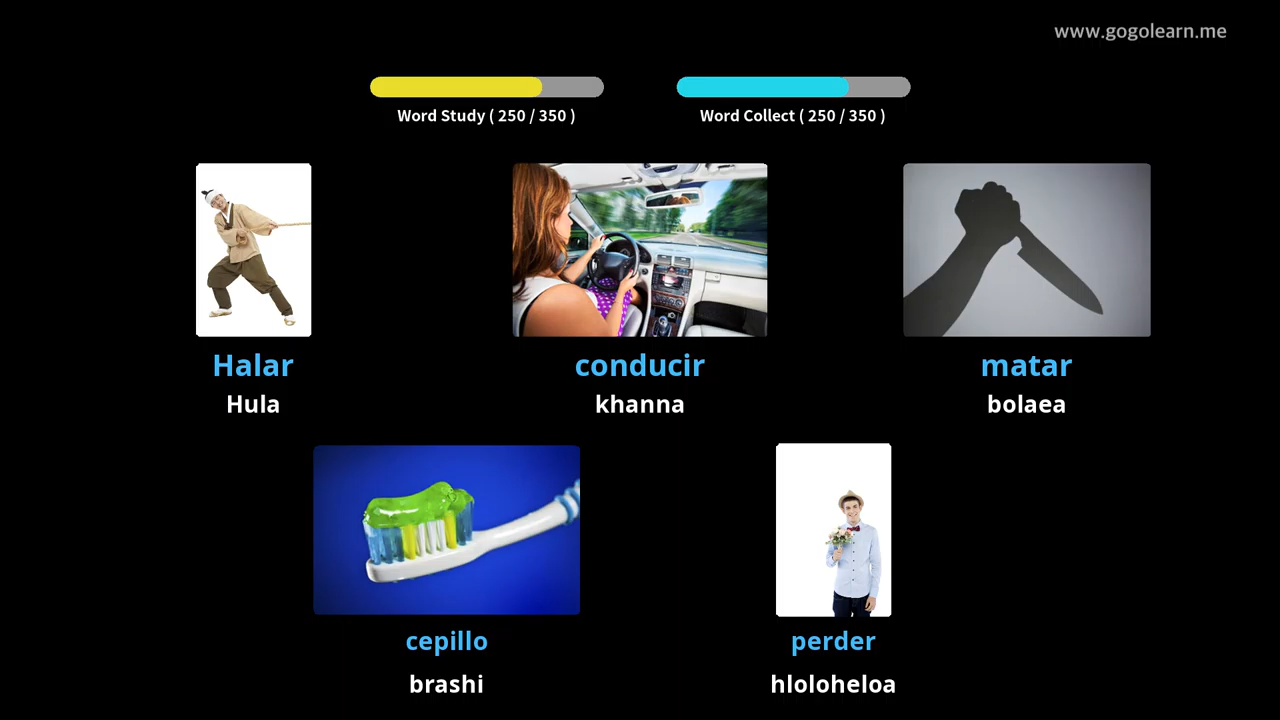 www.gogolearn.me
Word Study ( 250 / 350 )
Word Collect ( 250 / 350 )
Halar
Hula
conducir
khanna
matar
bolaea
cepillo
brashi
perder
hloloheloa